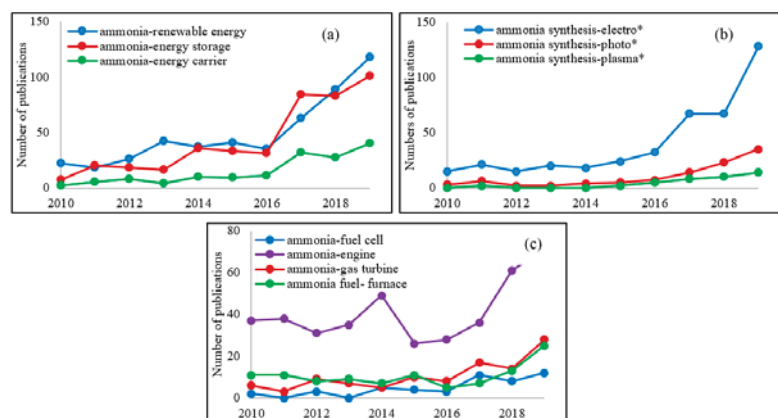 ammonia-renewable energy
ammonia-energy storage
ammonia-energy carrier
(a)
Number of publications
150
100
50
0
2010 2012 2014 2016 2018
ammonia synthesis-electro*
ammonia synthesis-photo*
ammonia synthesis-plasma*
(b)
Numbers of publications
150
100
50
0
2010 2012 2014 2016 2018
ammonia-fuel cell
ammonia-engine
ammonia-gas turbine
ammonia fuel- furnace
(c)
Number of publications
80
60
40
20
0
2010 2012 2014 2016 2018